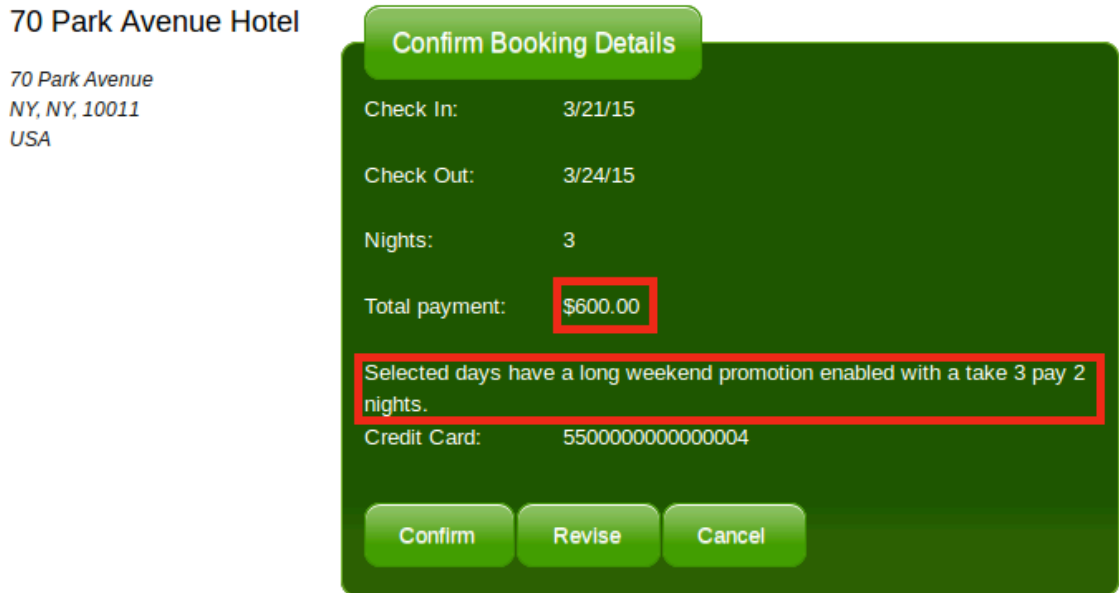 70 Park Avenue Hotel
70 Park Avenue
NY, NY, 10011
USA
Confirm Booking Details
Check In: 3/21/15
Check Out: 3/24/15
Nights: 3
Total payment: $600.00
Selected days have a long weekend promotion enabled with a take 3 pay 2
nights.
Credit Card: 5500000000000004
Confirm Revise Cancel